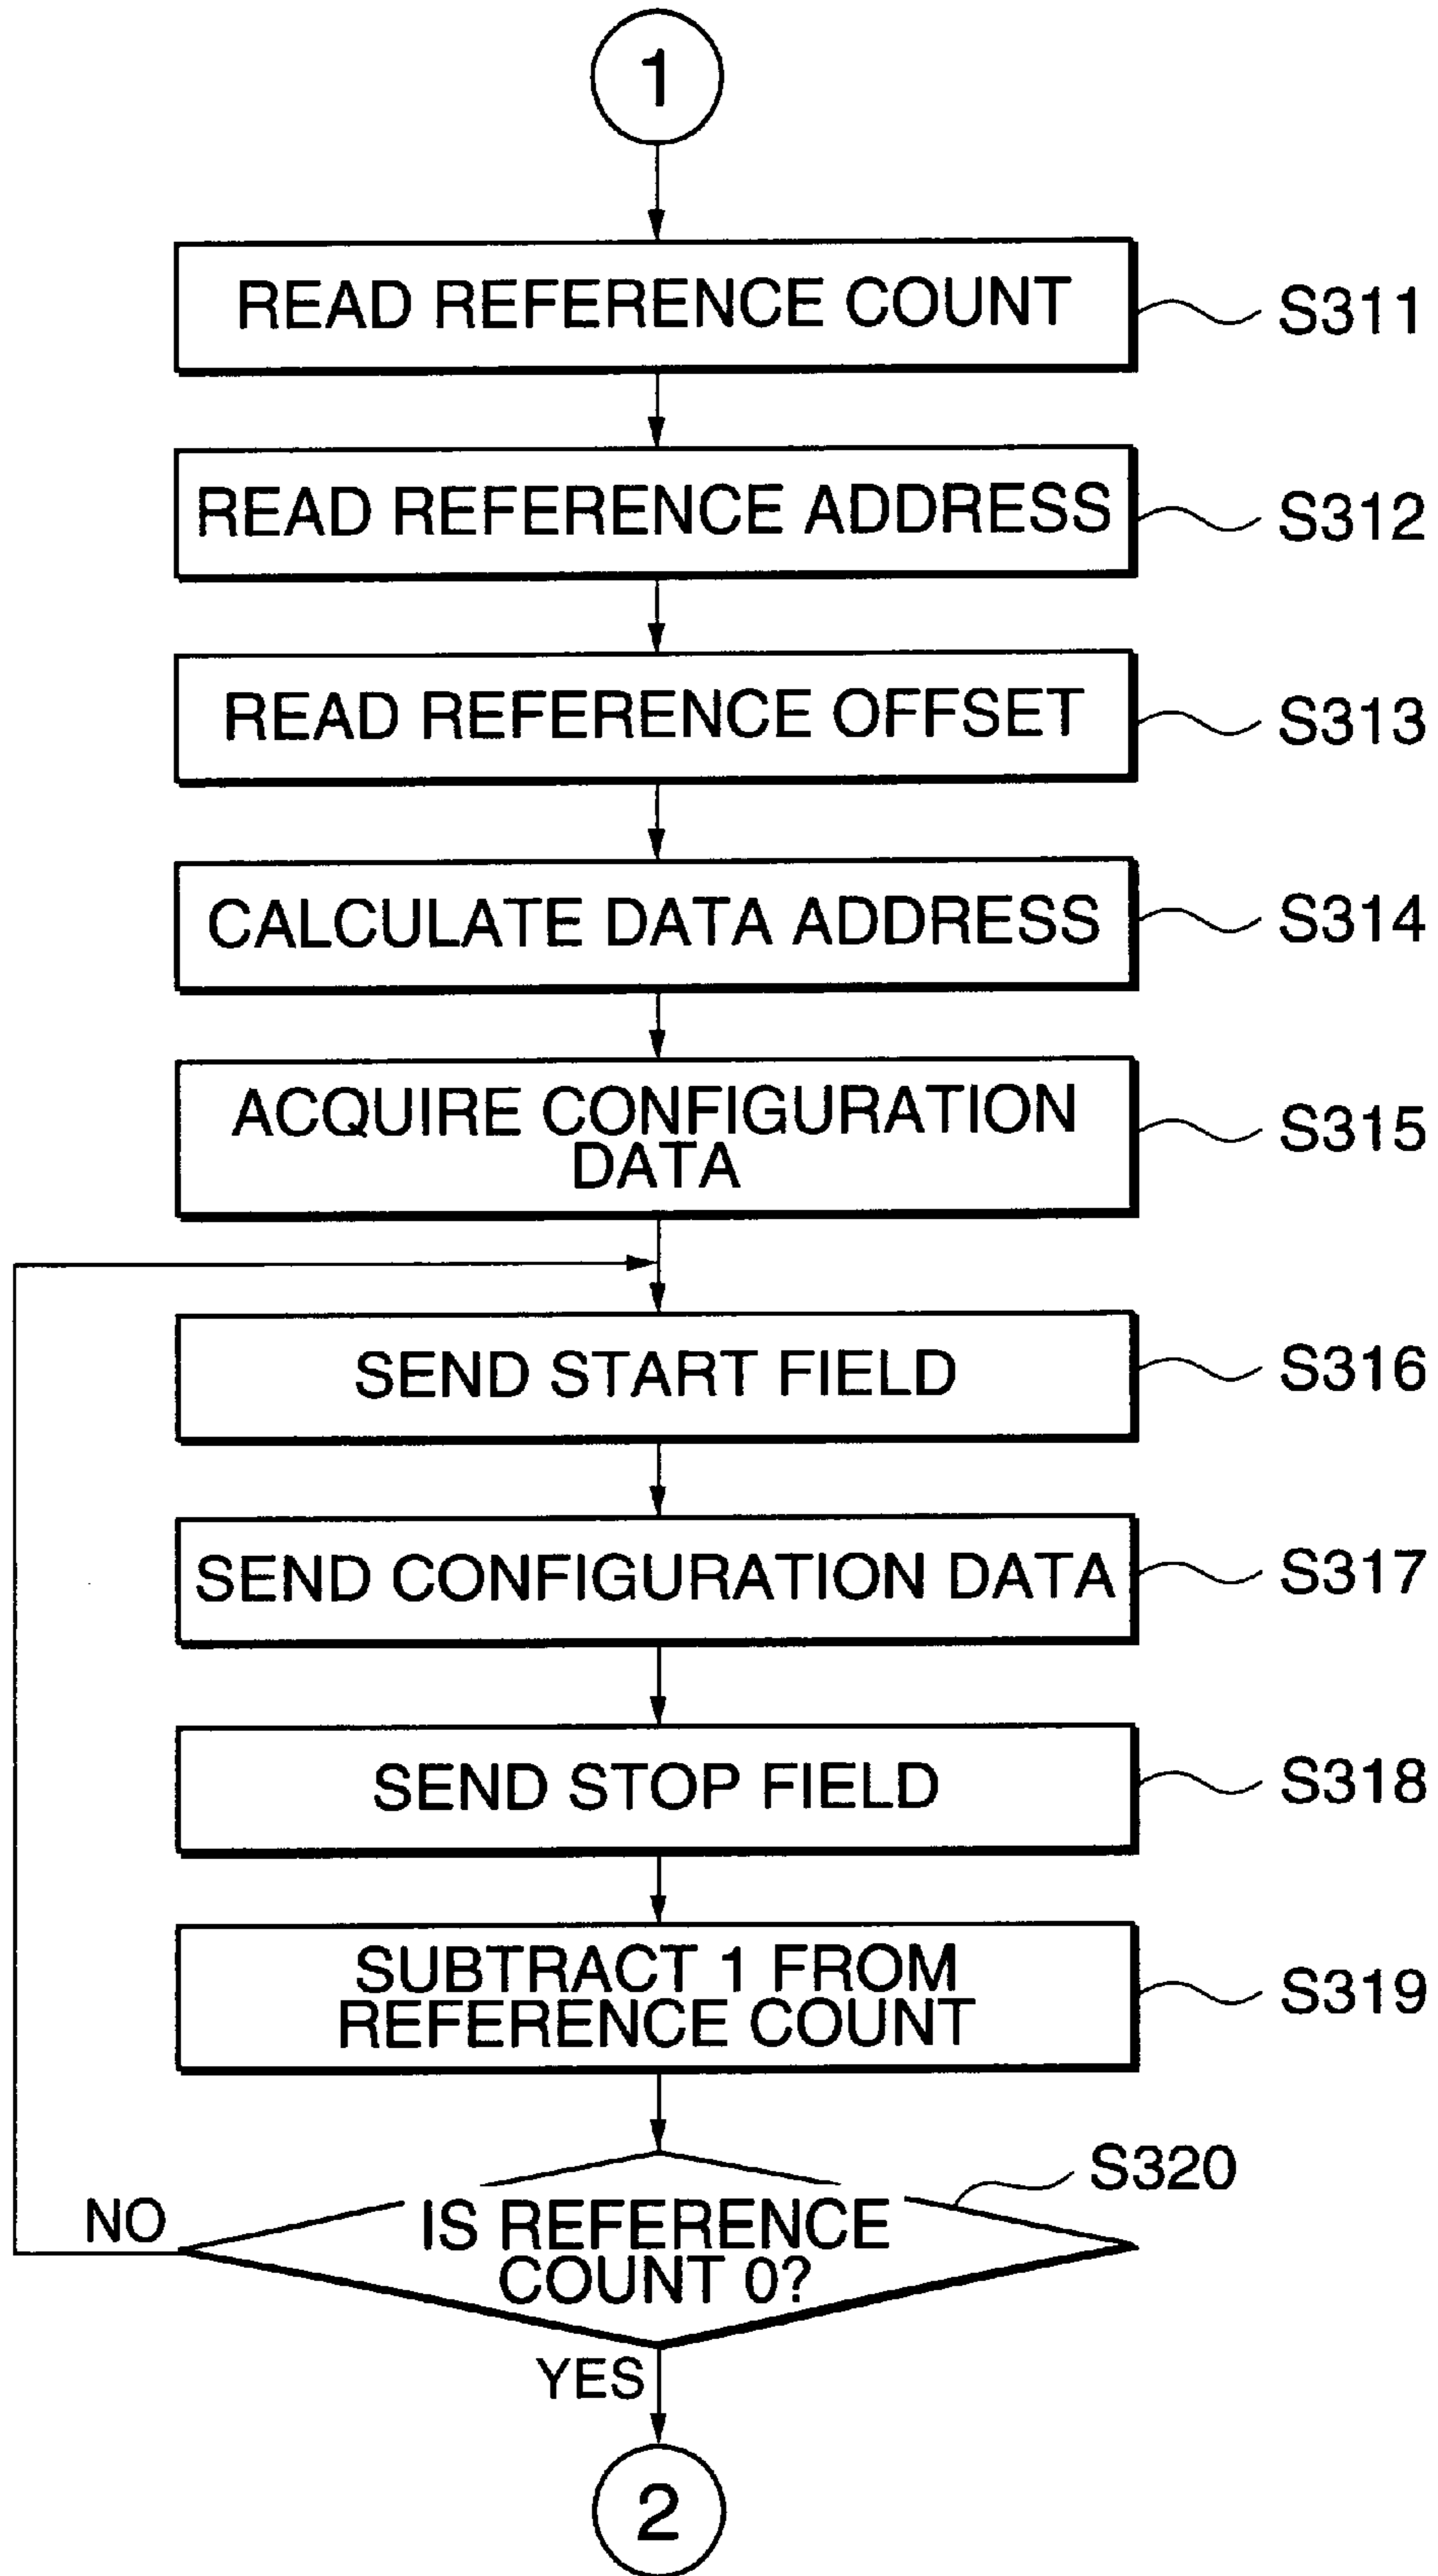 1
READ REFERENCE COUNT
S311
READ REFERENCE ADDRESS
S312
READ REFERENCE OFFSET
S313
CALCULATE DATA ADDRESS
S314
ACQUIRE CONFIGURATION
DATA
S315
SEND START FIELD
S316
SEND CONFIGURATION DATA
S317
SEND STOP FIELD
S318
SUBTRACT 1 FROM
REFERENCE COUNT
S319
S320
NO
IS REFERENCE
COUNT 0?
YES
2